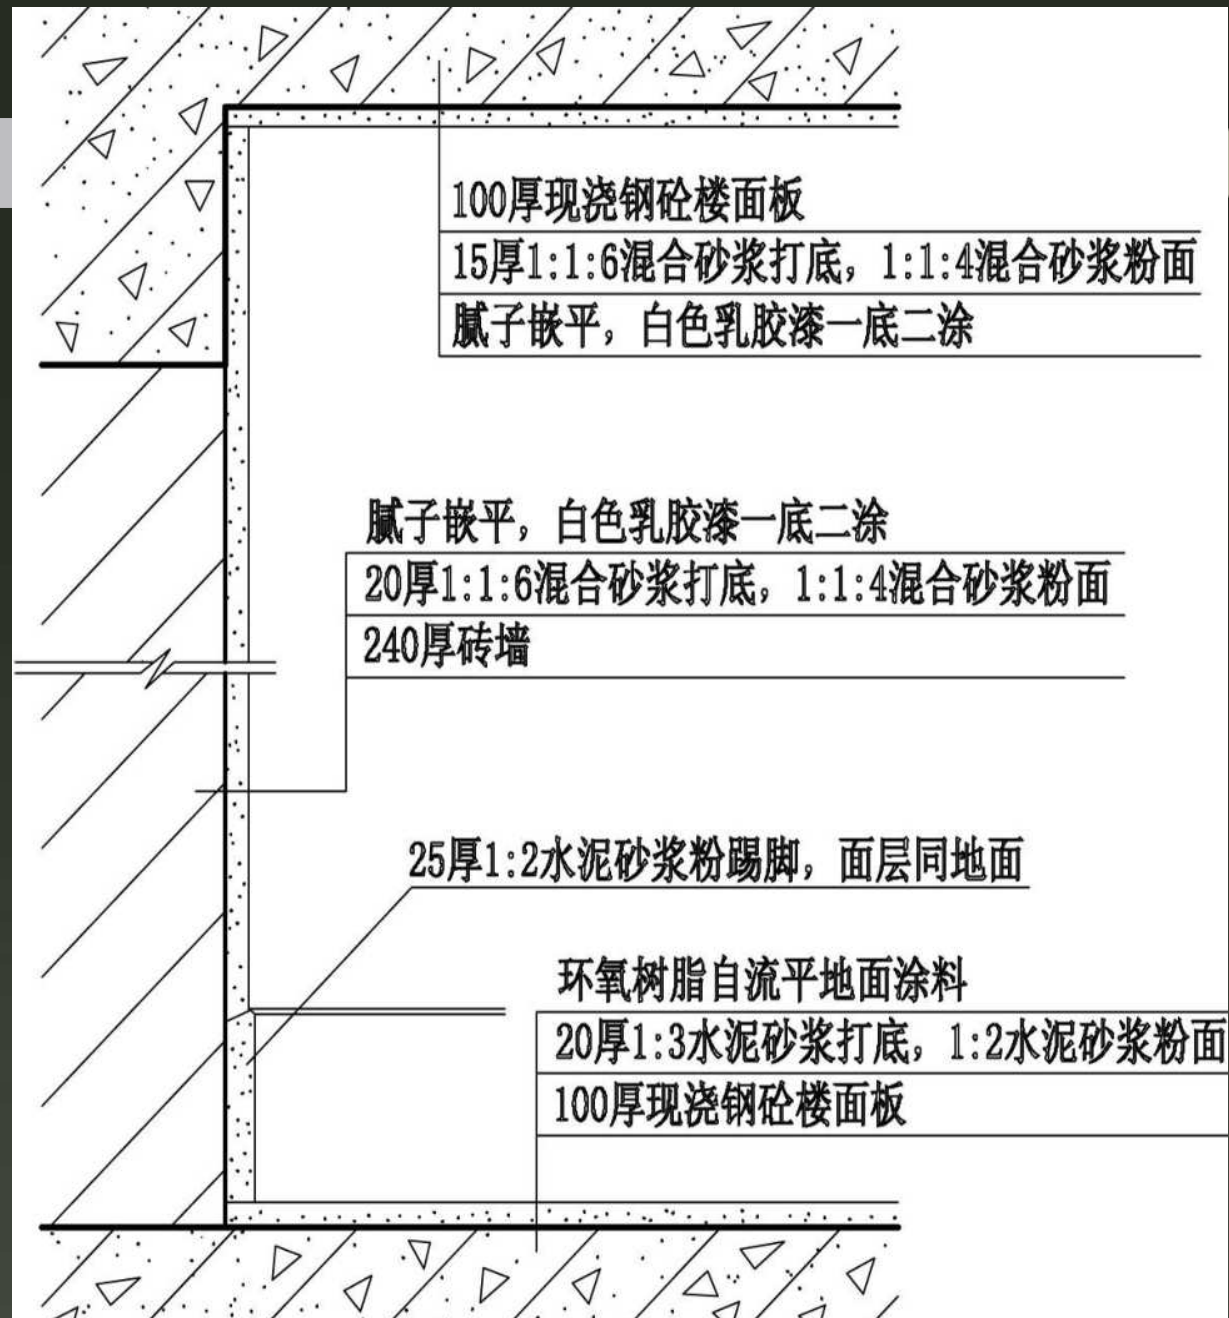 100厚现浇钢砼楼面板
15厚1:1:6混合砂浆打底，1:1:4混合砂浆粉面
腻子嵌平，白色乳胶漆一底二涂
腻子嵌平，白色乳胶漆一底二涂
20厚1:1:6混合砂浆打底，1:1:4混合砂浆粉面
240厚砖墙
25厚1:2水泥砂浆粉踢脚，面层同地面
环氧树脂自流平地面涂料
20厚1:3水泥砂浆打底，1:2水泥砂浆粉面
100厚现浇钢砼楼面板